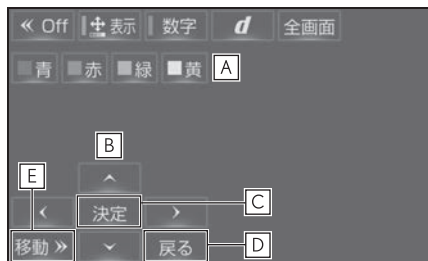 « Off 表示 数字 d 全画面
青 赤 緑 黄 A
B
E
決定 C
移動 » 戻る D